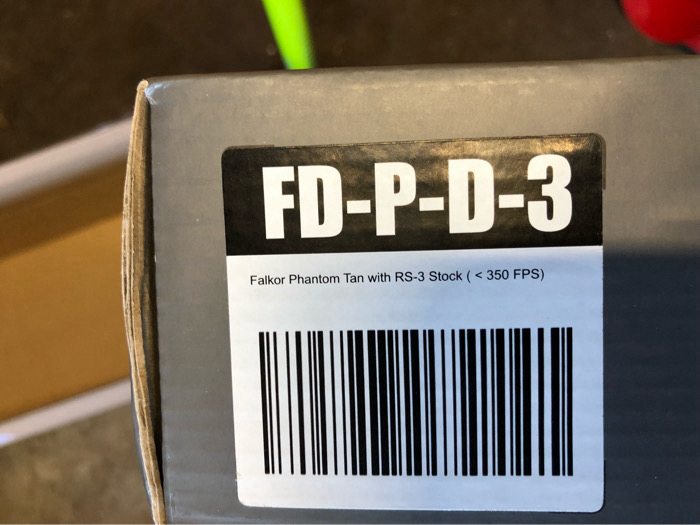 FD-P-D-3
Falkor Phantom Tan with RS-3 Stock ( < 350 FPS)